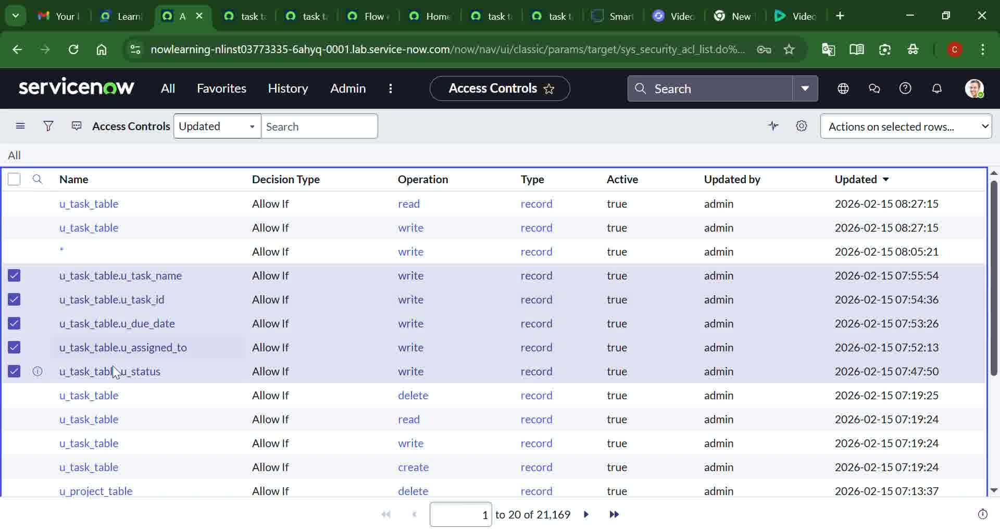 Your
Learni
A
task t
task t
Flow
Home
task t
task t
Smart
Video
New
Video
nowlearning-nlinst03773335-6ahyq-0001.lab.service-now.com/now/nav/ui/classic/params/target/sys_security_acl_list.do%...
C
servicenow
All
Favorites
History
Admin
Access Controls
Search
Access Controls
Updated
Search
Actions on selected rows...
All
Name Decision Type Operation Type Active Updated by Updated
u_task_table Allow If read record true admin 2026-02-15 08:27:15
u_task_table Allow If write record true admin 2026-02-15 08:27:15
* Allow If write record true admin 2026-02-15 08:05:21
u_task_table.u_task_name Allow If write record true admin 2026-02-15 07:55:54
u_task_table.u_task_id Allow If write record true admin 2026-02-15 07:54:36
u_task_table.u_due_date Allow If write record true admin 2026-02-15 07:53:26
u_task_table.u_assigned_to Allow If write record true admin 2026-02-15 07:52:13
u_task_table.u_status Allow If write record true admin 2026-02-15 07:47:50
u_task_table Allow If delete record true admin 2026-02-15 07:19:25
u_task_table Allow If read record true admin 2026-02-15 07:19:24
u_task_table Allow If write record true admin 2026-02-15 07:19:24
u_task_table Allow If create record true admin 2026-02-15 07:19:24
u_project_table Allow If delete record true admin 2026-02-15 07:13:37
1 to 20 of 21,169